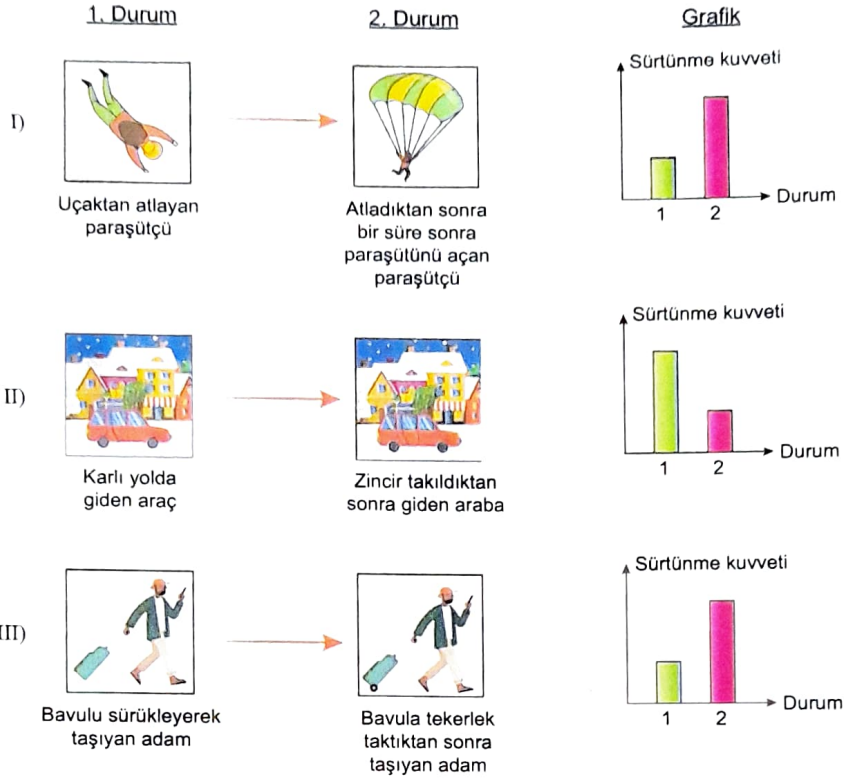 1. Durum
2. Durum
Grafik
I)
Uçaktan atlayan
paraşütçü
Atladıktan sonra
bir süre sonra
paraşütünü açan
paraşütçü
Sürtünme kuvveti
Durum
1
2
II)
Karlı yolda
giden araç
Zincir takıldıktan
sonra giden araba
Sürtünme kuvveti
Durum
1
2
III)
Bavulu sürükleyerek
taşıyan adam
Bavula tekerlek
taktıktan sonra
taşıyan adam
Sürtünme kuvveti
Durum
1
2